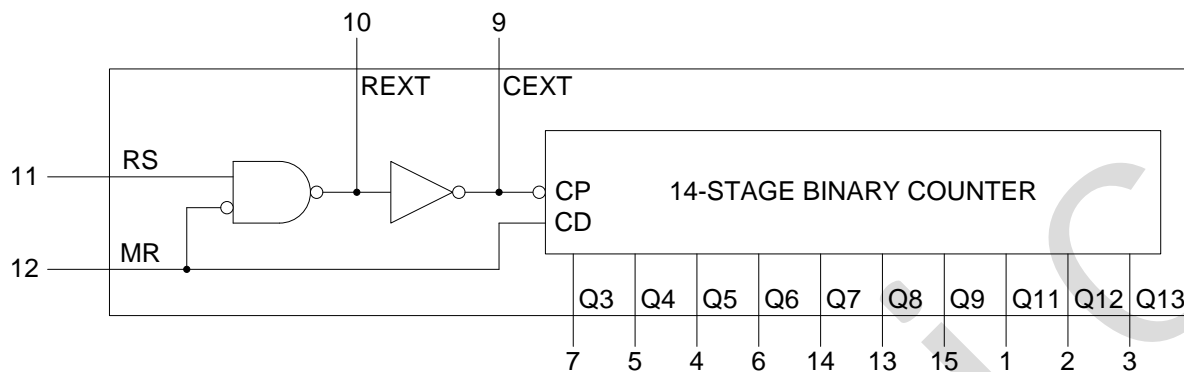 10 9
REXT CEXT
11 RS
CP 14-STAGE BINARY COUNTER
CD
12 MR
Q3 Q4 Q5 Q6 Q7 Q8 Q9 Q11 Q12 Q13
7 5 4 6 14 13 15 1 2 3